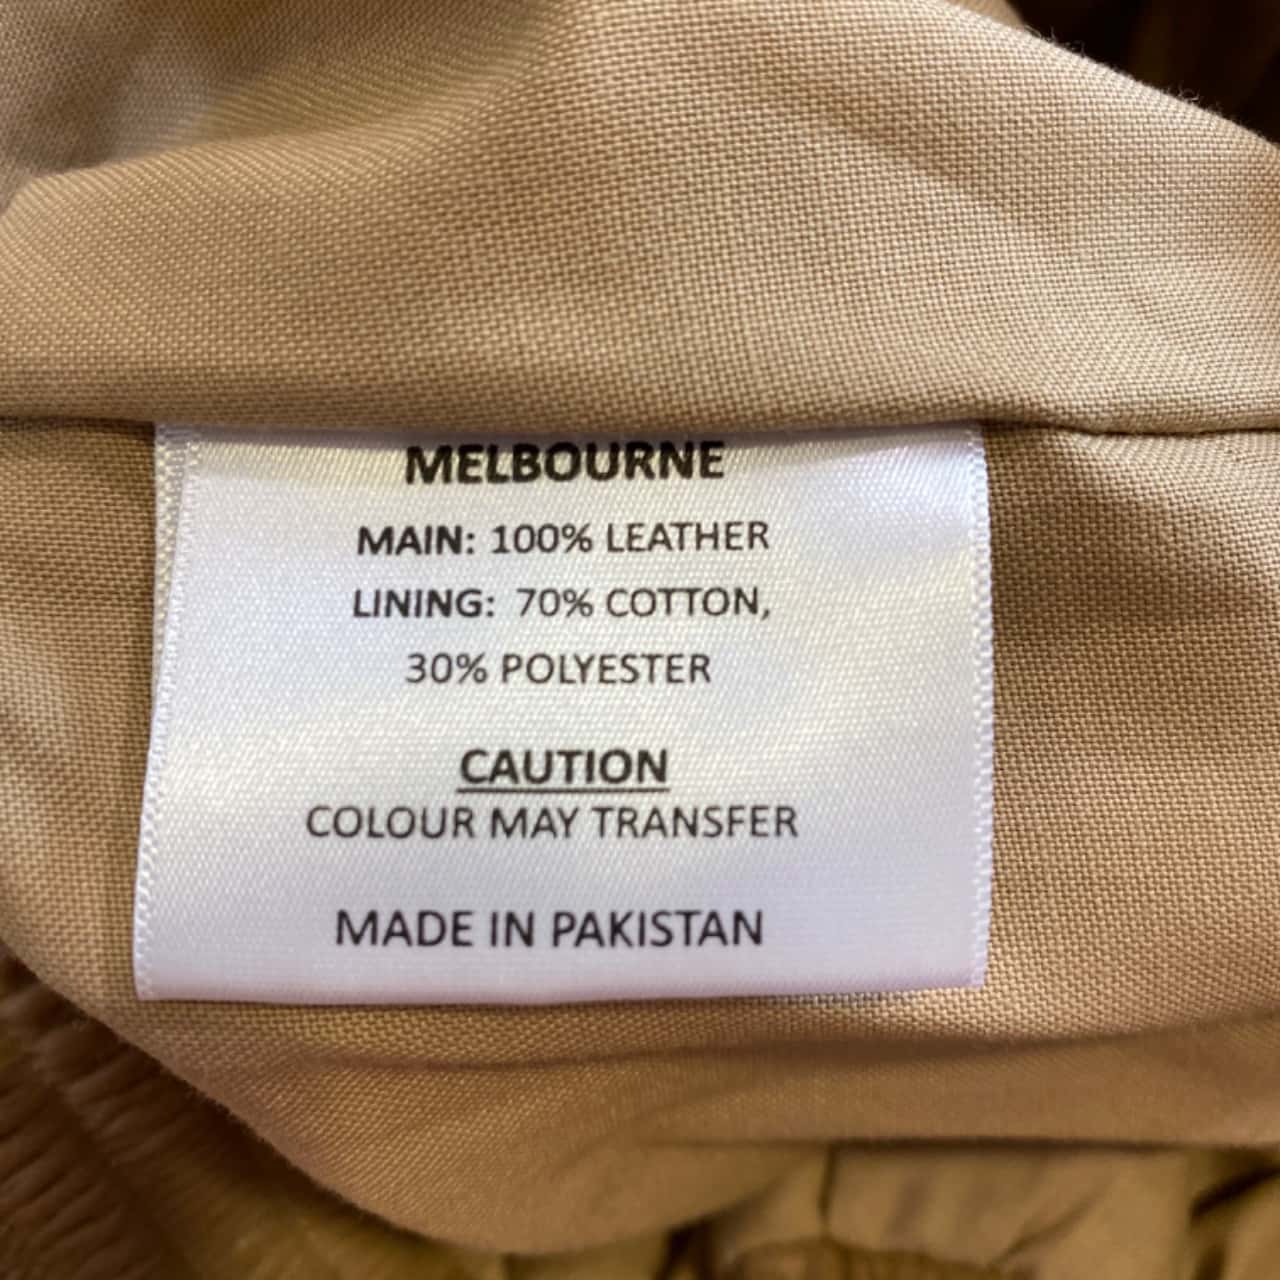 MELBOURNE
MAIN: 100% LEATHER
LINING: 70% COTTON,
30% POLYESTER
CAUTION
COLOUR MAY TRANSFER
MADE IN PAKISTAN